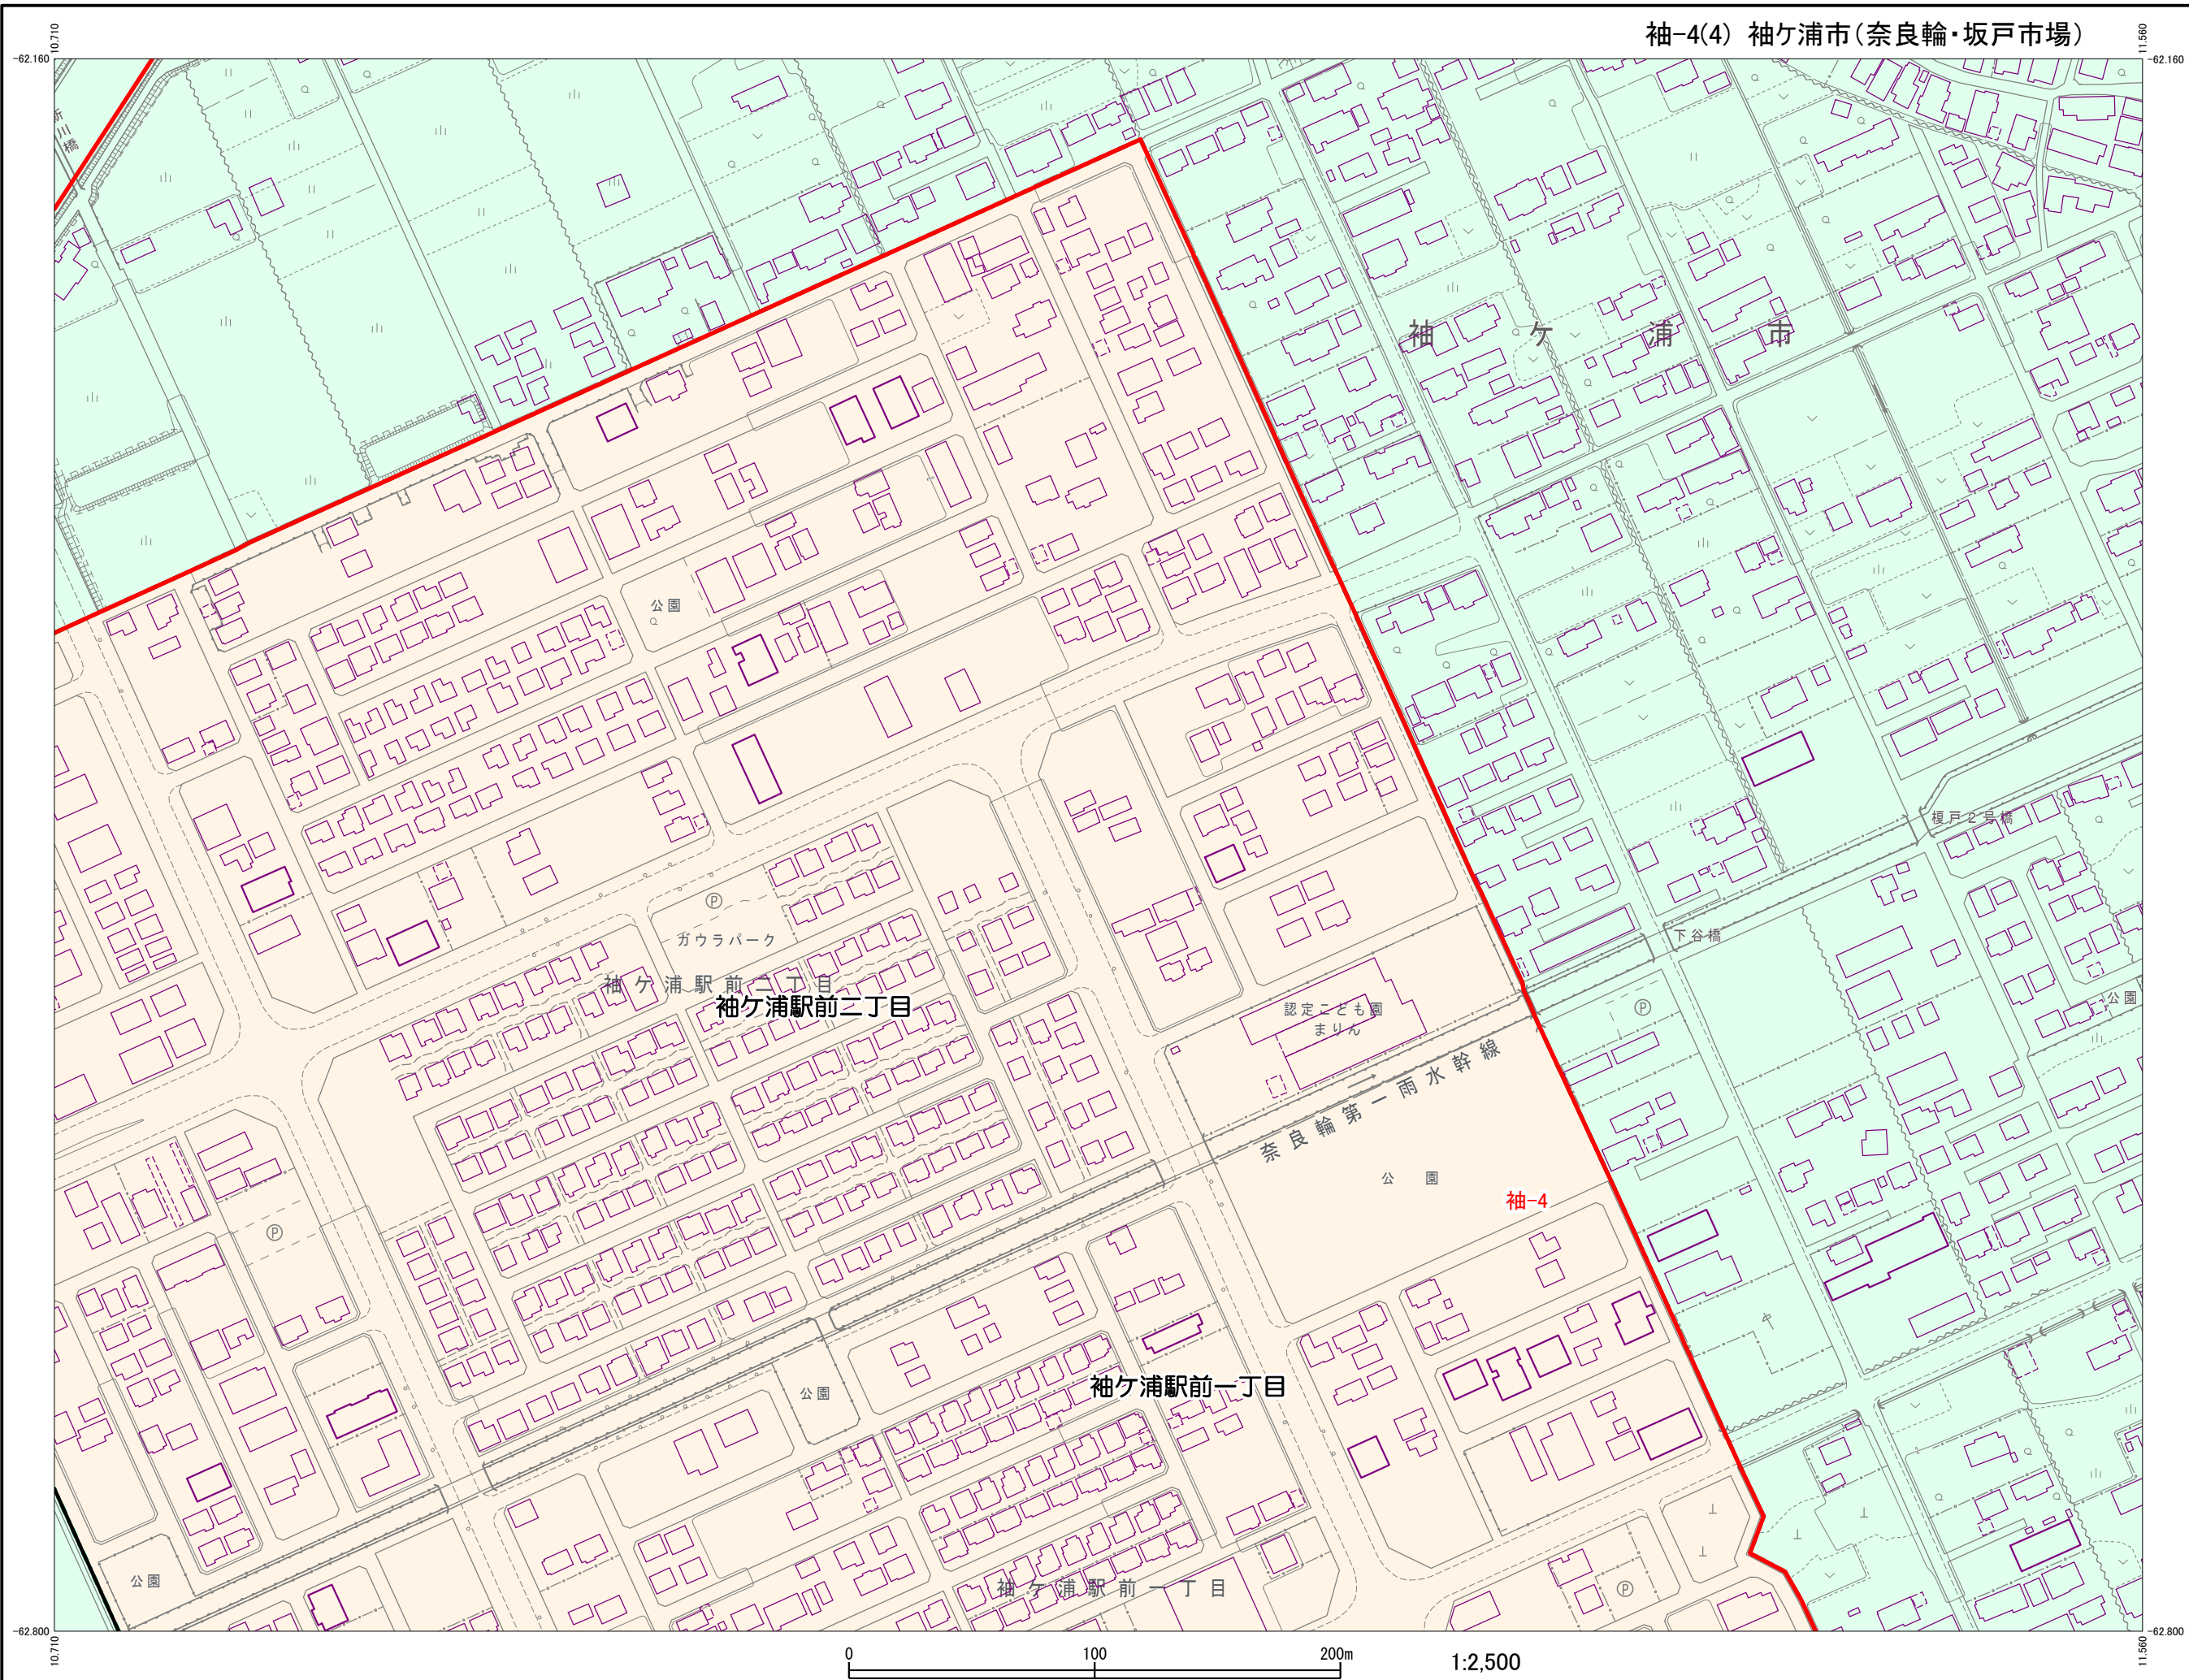 袖-4(4) 袖ケ浦市(奈良輪・坂戸市場)
10.710
11.560
-62.160
-62.160
新川橋
袖ケ浦市
公園
榎戸2号橋
Ⓟ
ガウラパーク
下谷橋
袖ケ浦駅前二丁目
袖ケ浦駅前二丁目
公園
認定こども園
まりん
Ⓟ
奈良輪第一雨水幹線
公園
袖-4
Ⓟ
袖ケ浦駅前一丁目
公園
公園
袖ケ浦駅前一丁目
Ⓟ
-62.800
-62.800
10.710
11.560
0 100 200m
1:2,500